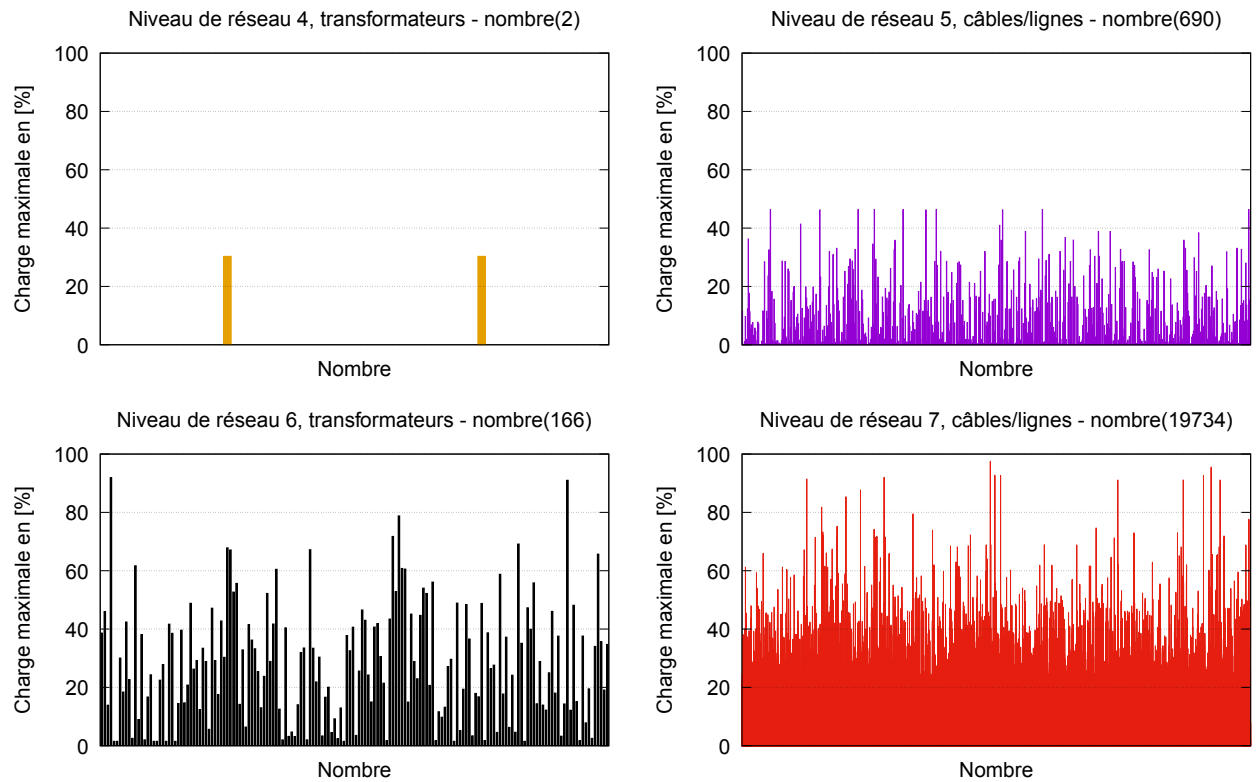 Niveau de réseau 4, transformateurs - nombre(2)
Charge maximale en [%]
100
80
60
40
20
0
Nombre
Niveau de réseau 5, câbles/lignes - nombre(690)
Charge maximale en [%]
100
80
60
40
20
0
Nombre
Niveau de réseau 6, transformateurs - nombre(166)
Charge maximale en [%]
100
80
60
40
20
0
Nombre
Niveau de réseau 7, câbles/lignes - nombre(19734)
Charge maximale en [%]
100
80
60
40
20
0
Nombre